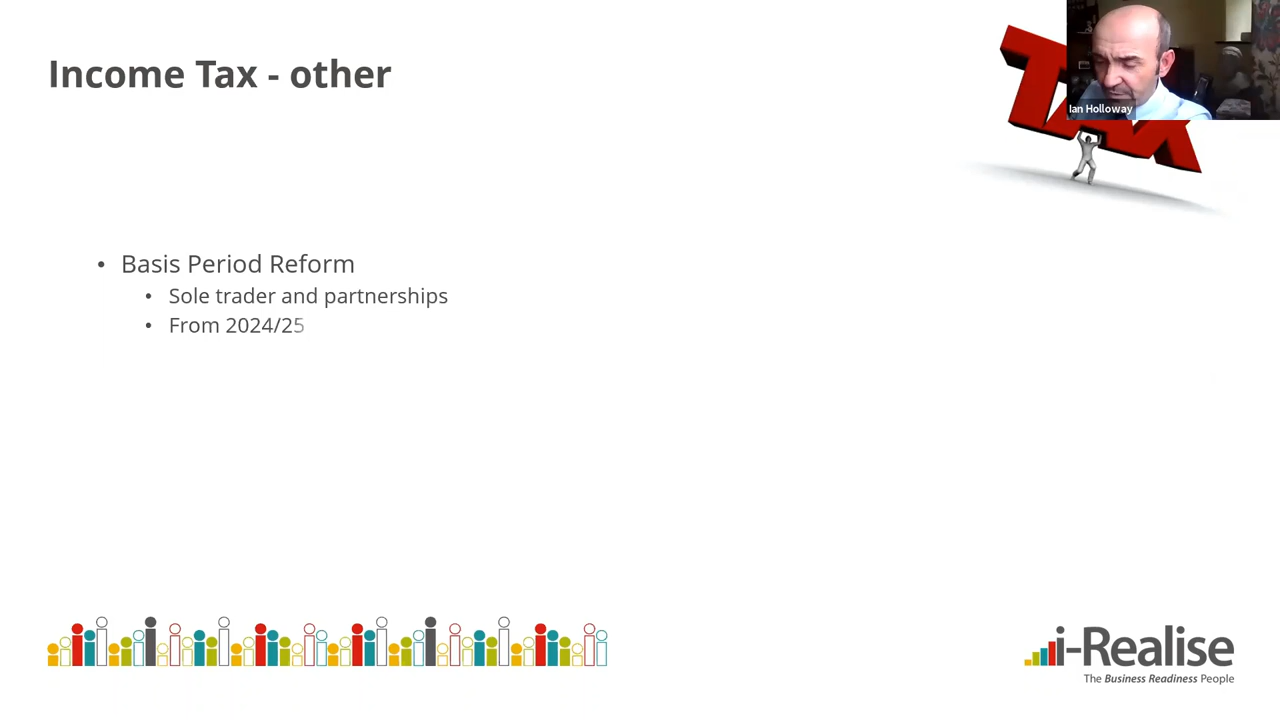 Income Tax - other
TAX
Ian Holloway
• Basis Period Reform
• Sole trader and partnerships
• From 2024/25
i-Realise
The Business Readiness People